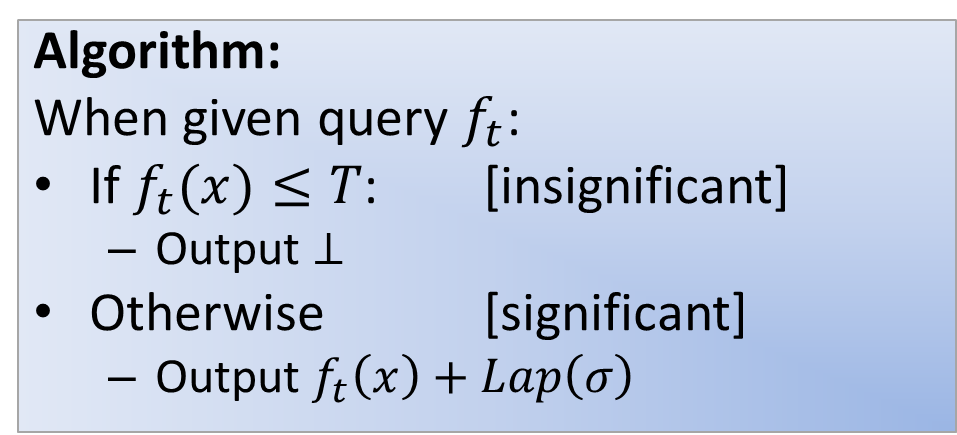 Algorithm:
When given query f_t:
• If f_t(x) ≤ T: [insignificant]
– Output ⊥
• Otherwise [significant]
– Output f_t(x) + Lap(σ)